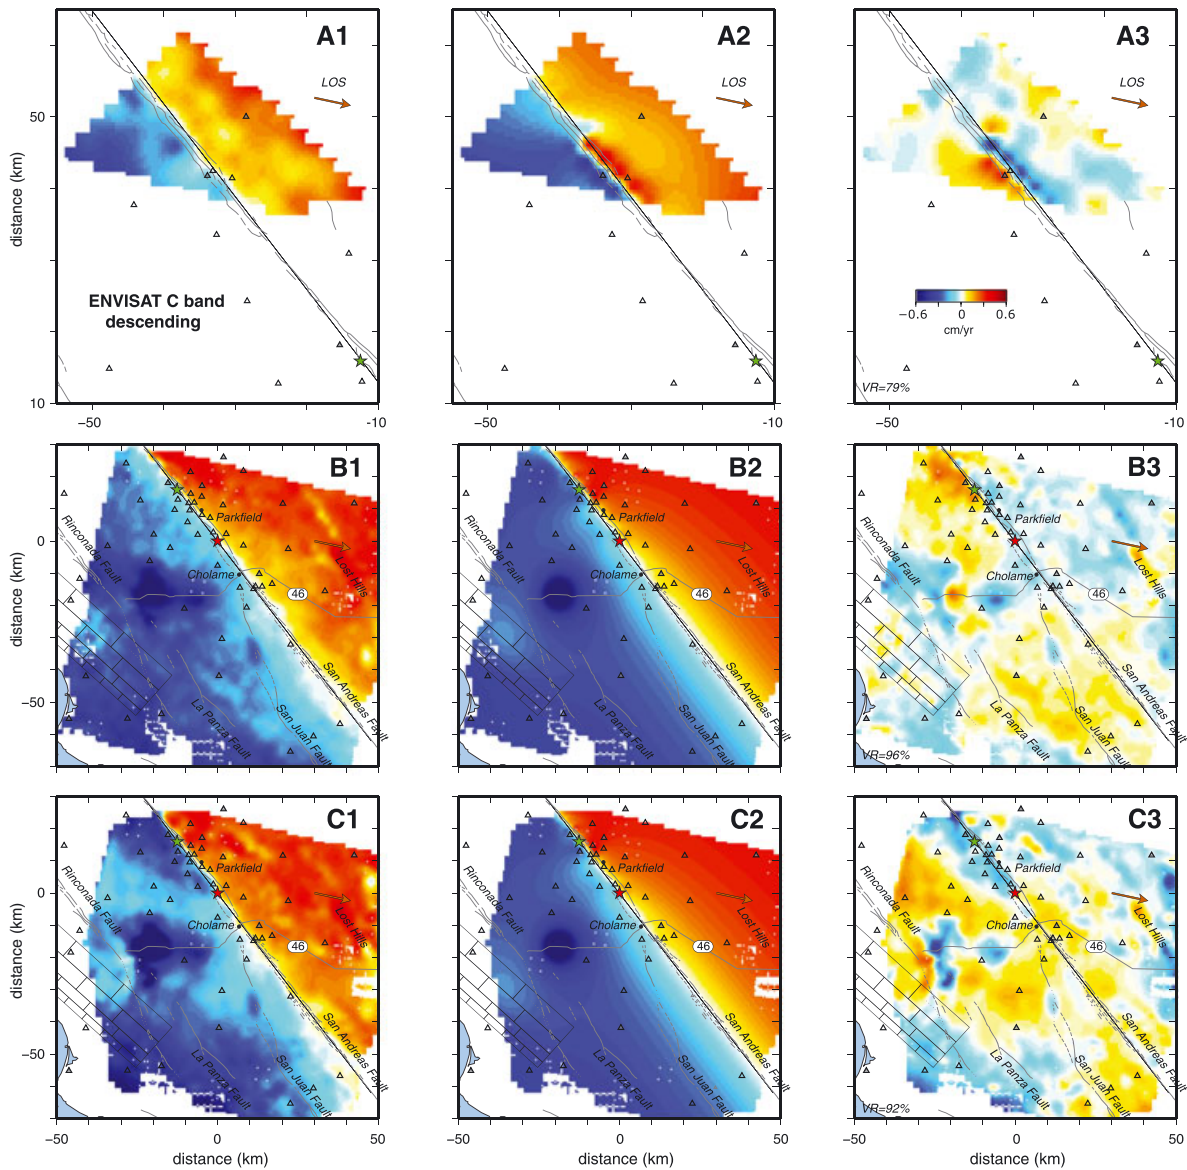 A1
LOS
50
distance (km)
ENVISAT C band
descending
10
−50
-10
A2
LOS
−50
-10
A3
LOS
−0.6
0
0.6
cm/yr
VR=79%
−50
-10
B1
Parkfield
Rinconada Fault
0
Cholame
Lost Hills
46
distance (km)
San Andreas Fault
−50
La Panza Fault
San Juan Fault
B2
Parkfield
Rinconada Fault
Cholame
Lost Hills
46
San Andreas Fault
La Panza Fault
San Juan Fault
B3
Parkfield
Rinconada Fault
Cholame
Lost Hills
46
San Andreas Fault
La Panza Fault
San Juan Fault
VR=96%
C1
Parkfield
Rinconada Fault
0
Cholame
Lost Hills
46
distance (km)
San Andreas Fault
−50
La Panza Fault
San Juan Fault
−50
0
50
distance (km)
C2
Parkfield
Rinconada Fault
Cholame
Lost Hills
46
San Andreas Fault
La Panza Fault
San Juan Fault
−50
0
50
distance (km)
C3
Parkfield
Rinconada Fault
Cholame
Lost Hills
46
San Andreas Fault
La Panza Fault
San Juan Fault
VR=92%
−50
0
50
distance (km)